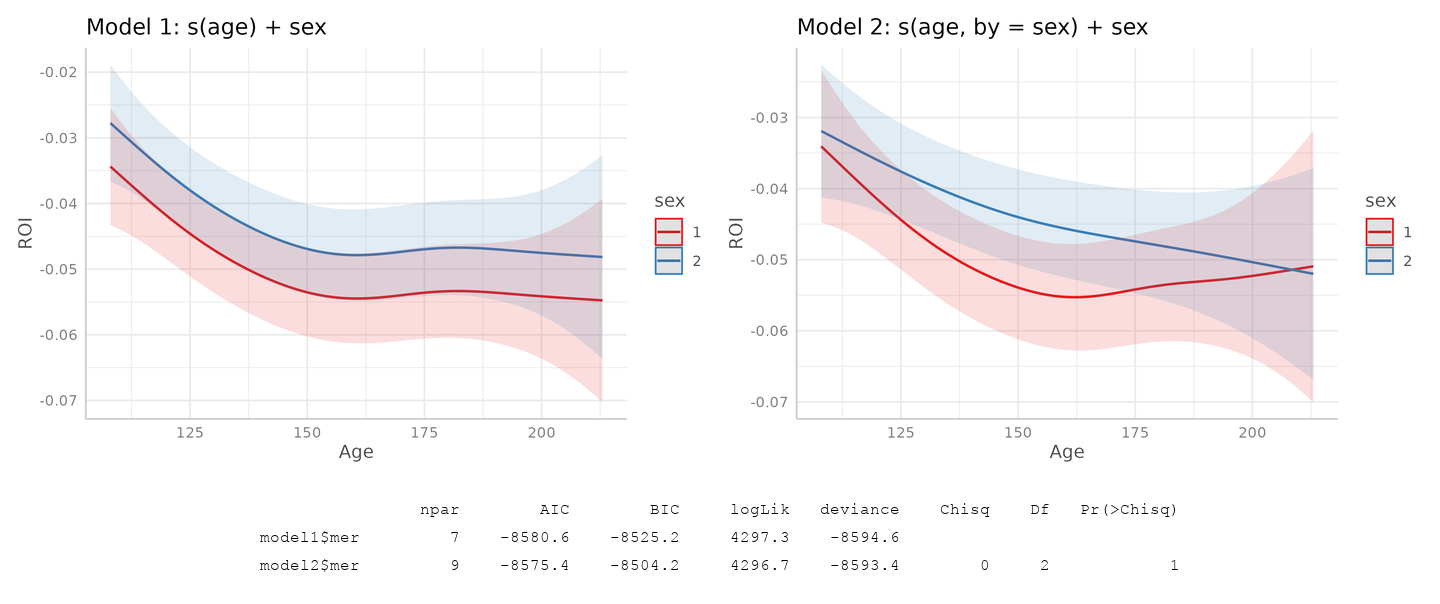 Model 1: s(age) + sex
-0.02
-0.03
-0.04
-0.05
-0.06
-0.07
ROI
125 150 175 200
Age
sex
1
2
Model 2: s(age, by = sex) + sex
-0.03
-0.04
-0.05
-0.06
-0.07
ROI
125 150 175 200
Age
sex
1
2
npar AIC BIC logLik deviance Chisq Df Pr(>Chisq)
model1$mer 7 -8580.6 -8525.2 4297.3 -8594.6
model2$mer 9 -8575.4 -8504.2 4296.7 -8593.4 0 2 1